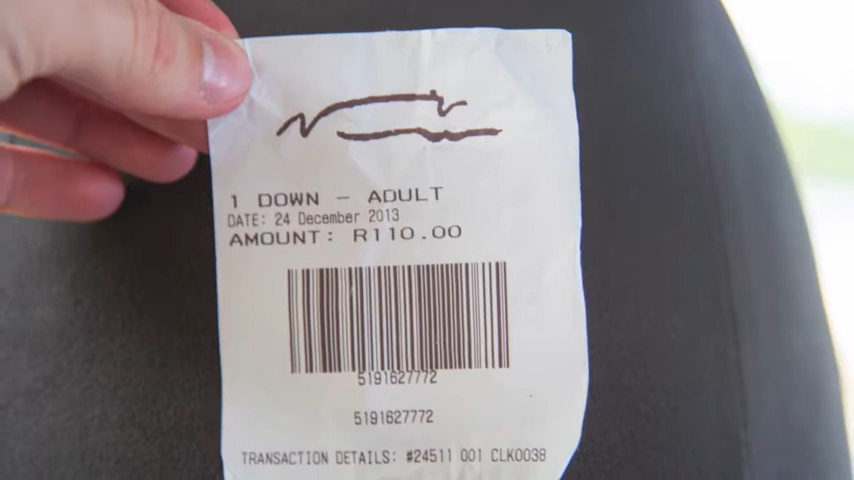 1 DOWN - ADULT
DATE: 24 December 2013
AMOUNT: R110.00
5191627772
5191627772
TRANSACTION DETAILS: #24511 001 CLK0038